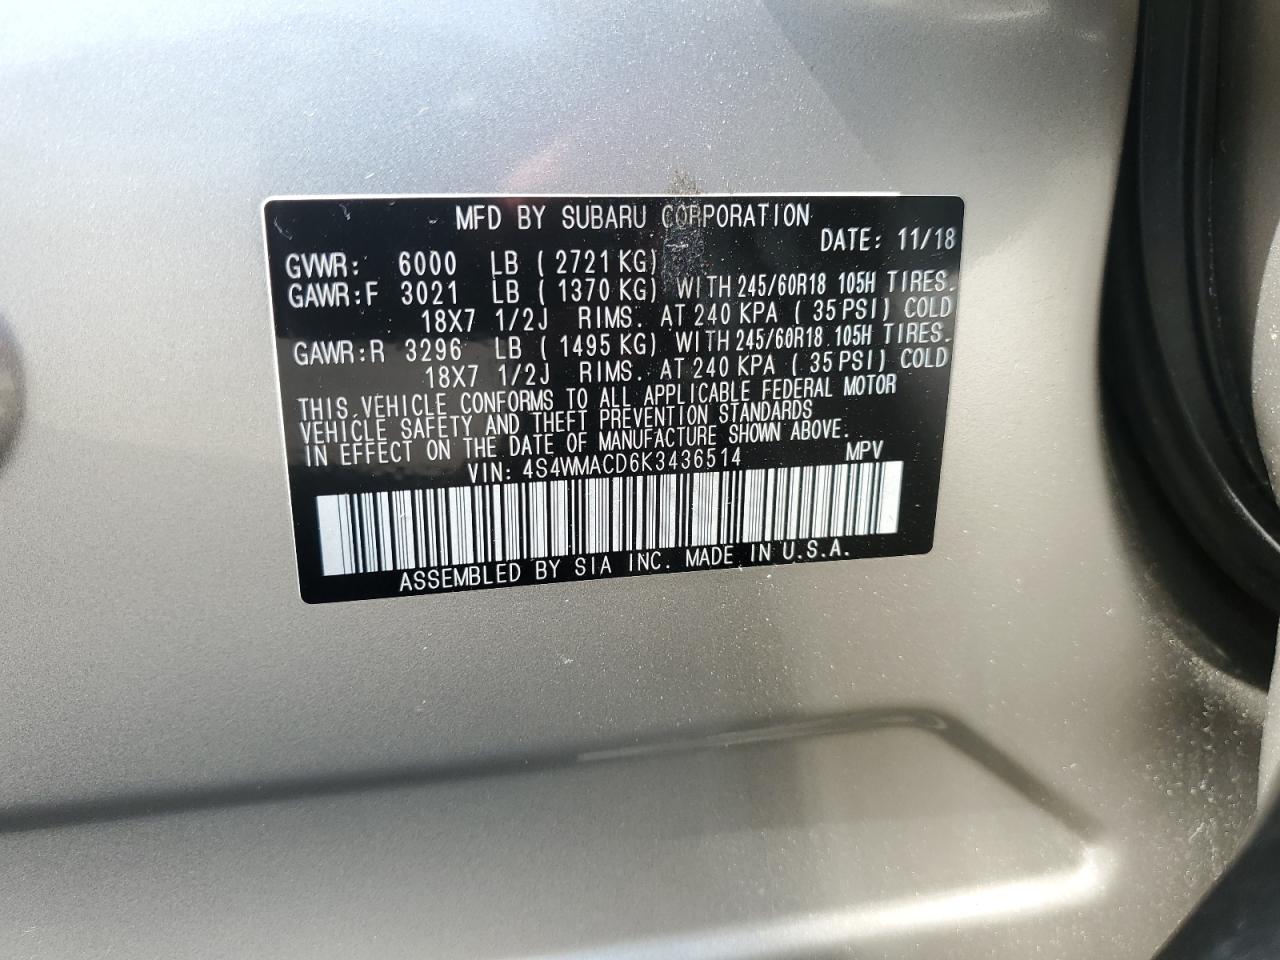 MFD BY SUBARU CORPORATION
DATE: 11/18
GVWR: 6000 LB ( 2721 KG)
GAWR:F 3021 LB ( 1370 KG) WITH 245/60R18 105H TIRES.
18X7 1/2J RIMS. AT 240 KPA ( 35 PSI) COLD
GAWR:R 3296 LB ( 1495 KG) WITH 245/60R18 105H TIRES.
18X7 1/2J RIMS. AT 240 KPA ( 35 PSI) COLD
THIS VEHICLE CONFORMS TO ALL APPLICABLE FEDERAL MOTOR
VEHICLE SAFETY AND THEFT PREVENTION STANDARDS
IN EFFECT ON THE DATE OF MANUFACTURE SHOWN ABOVE.
VIN: 4S4WMACD6K3436514 MPV
ASSEMBLED BY SIA INC. MADE IN U.S.A.